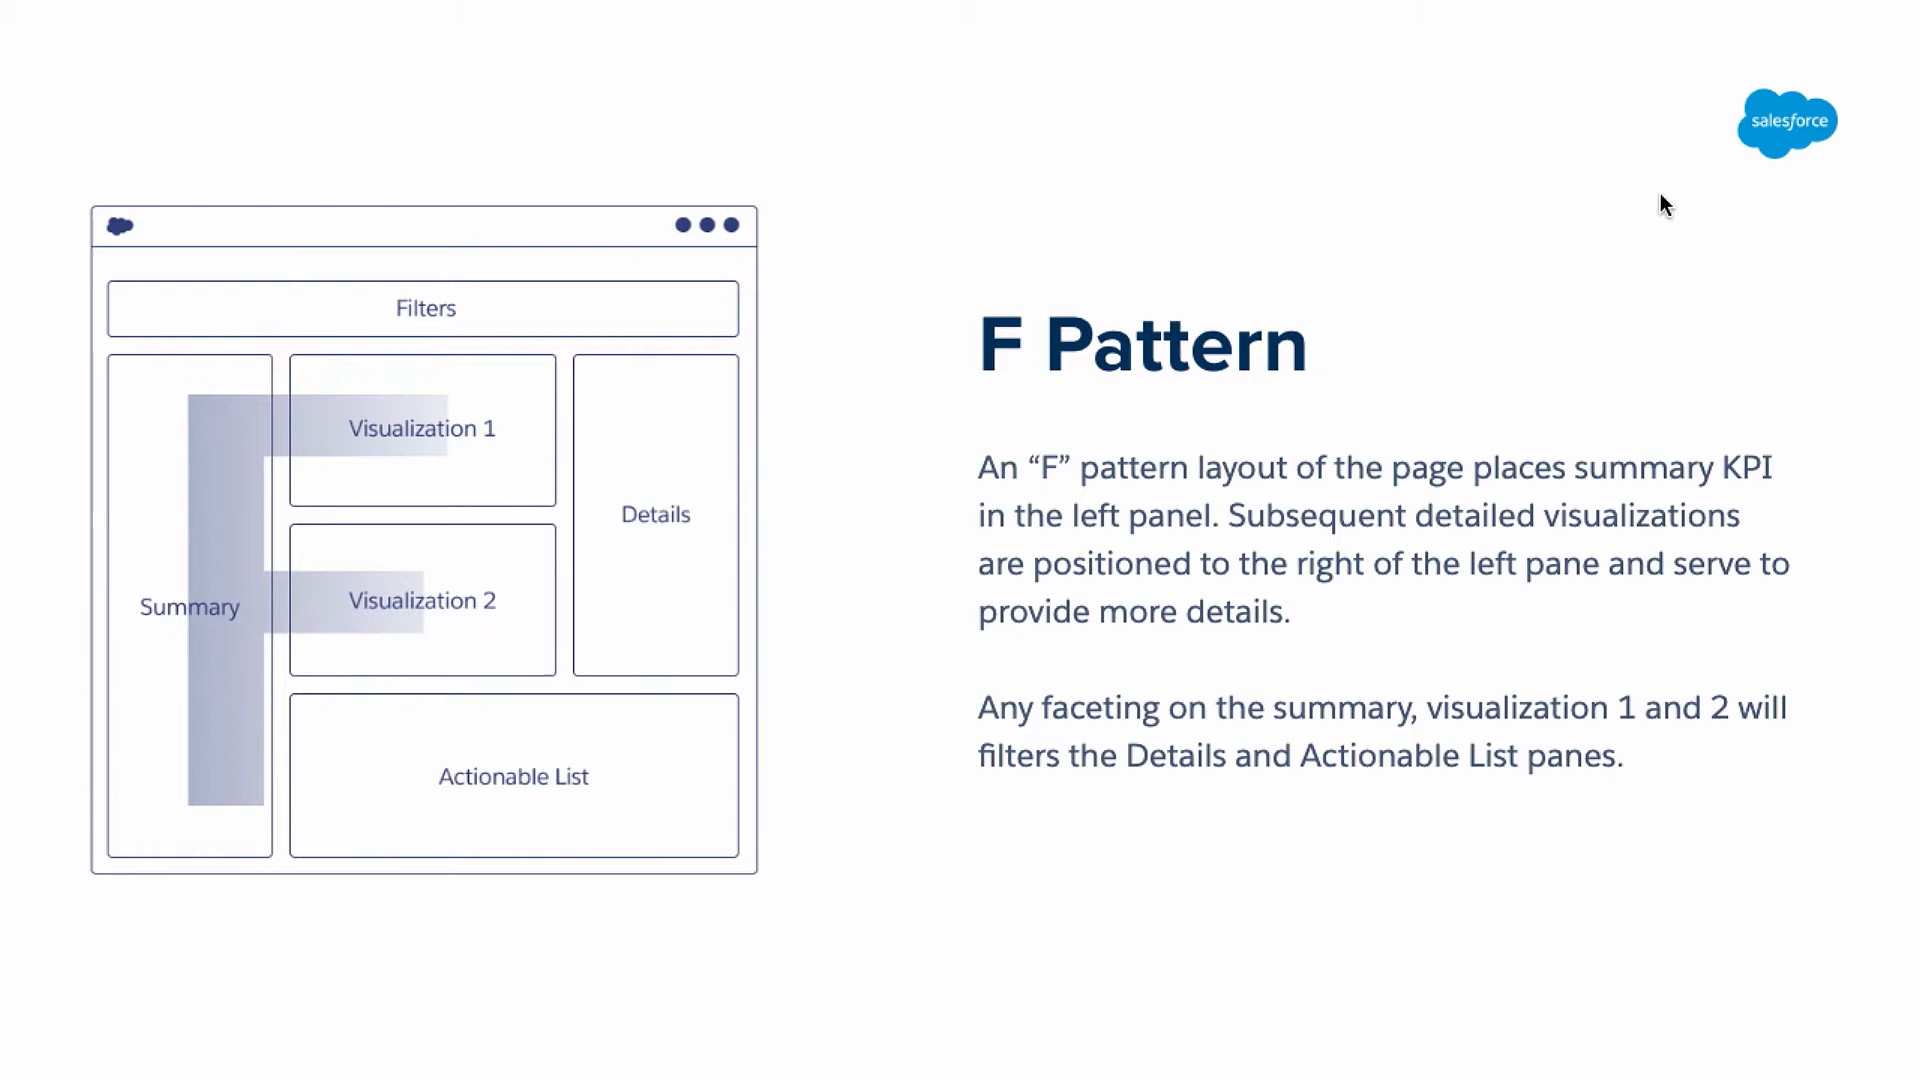 salesforce
Filters
Visualization 1
Details
Visualization 2
Summary
Actionable List
F Pattern
An “F” pattern layout of the page places summary KPI
in the left panel. Subsequent detailed visualizations
are positioned to the right of the left pane and serve to
provide more details.
Any faceting on the summary, visualization 1 and 2 will
filters the Details and Actionable List panes.